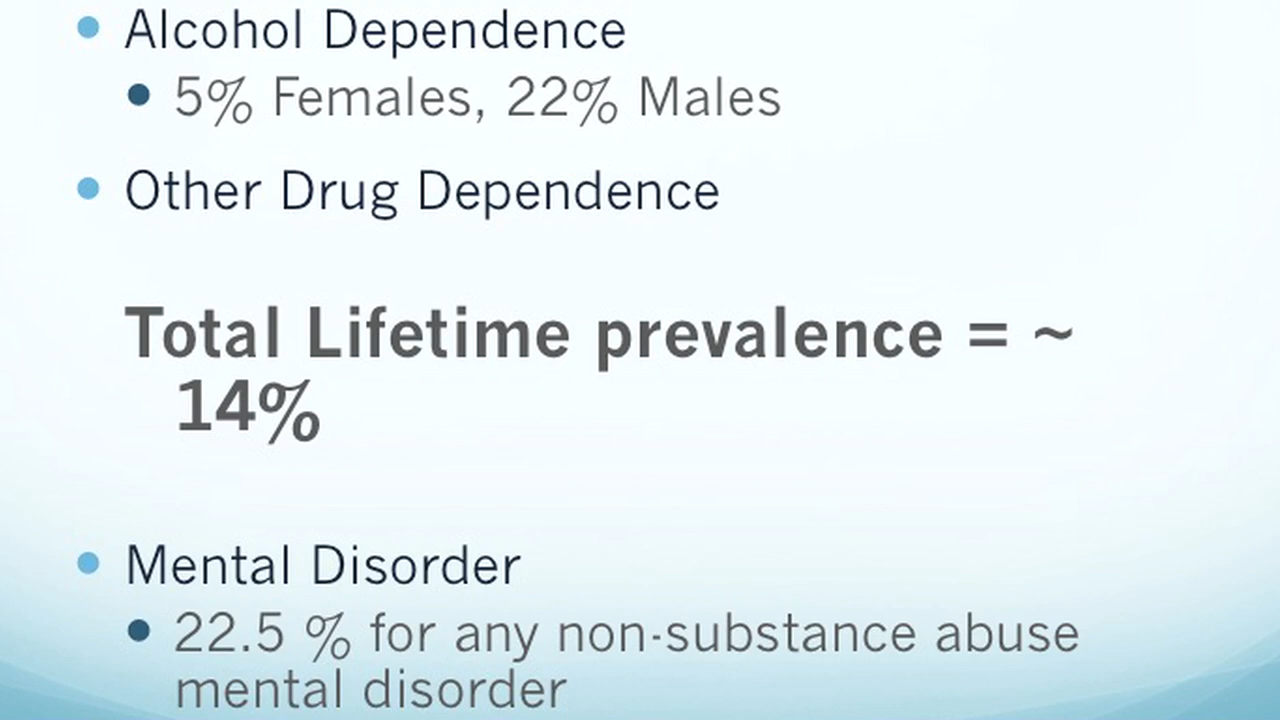 Alcohol Dependence
5% Females, 22% Males
Other Drug Dependence
Total Lifetime prevalence = ~
14%
Mental Disorder
22.5 % for any non-substance abuse
mental disorder